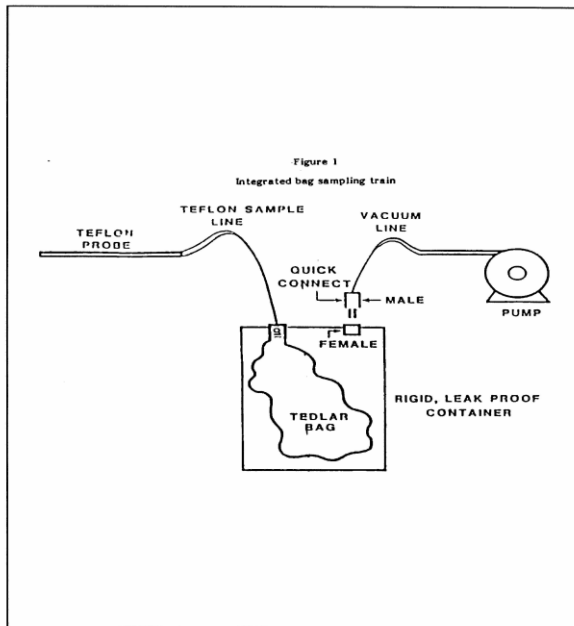 Figure 1
Integrated bag sampling train
TEFLON SAMPLE
LINE
VACUUM
LINE
TEFLON
PROBE
QUICK
CONNECT
MALE
PUMP
FEMALE
RIGID, LEAK PROOF
CONTAINER
TEDLAR
BAG